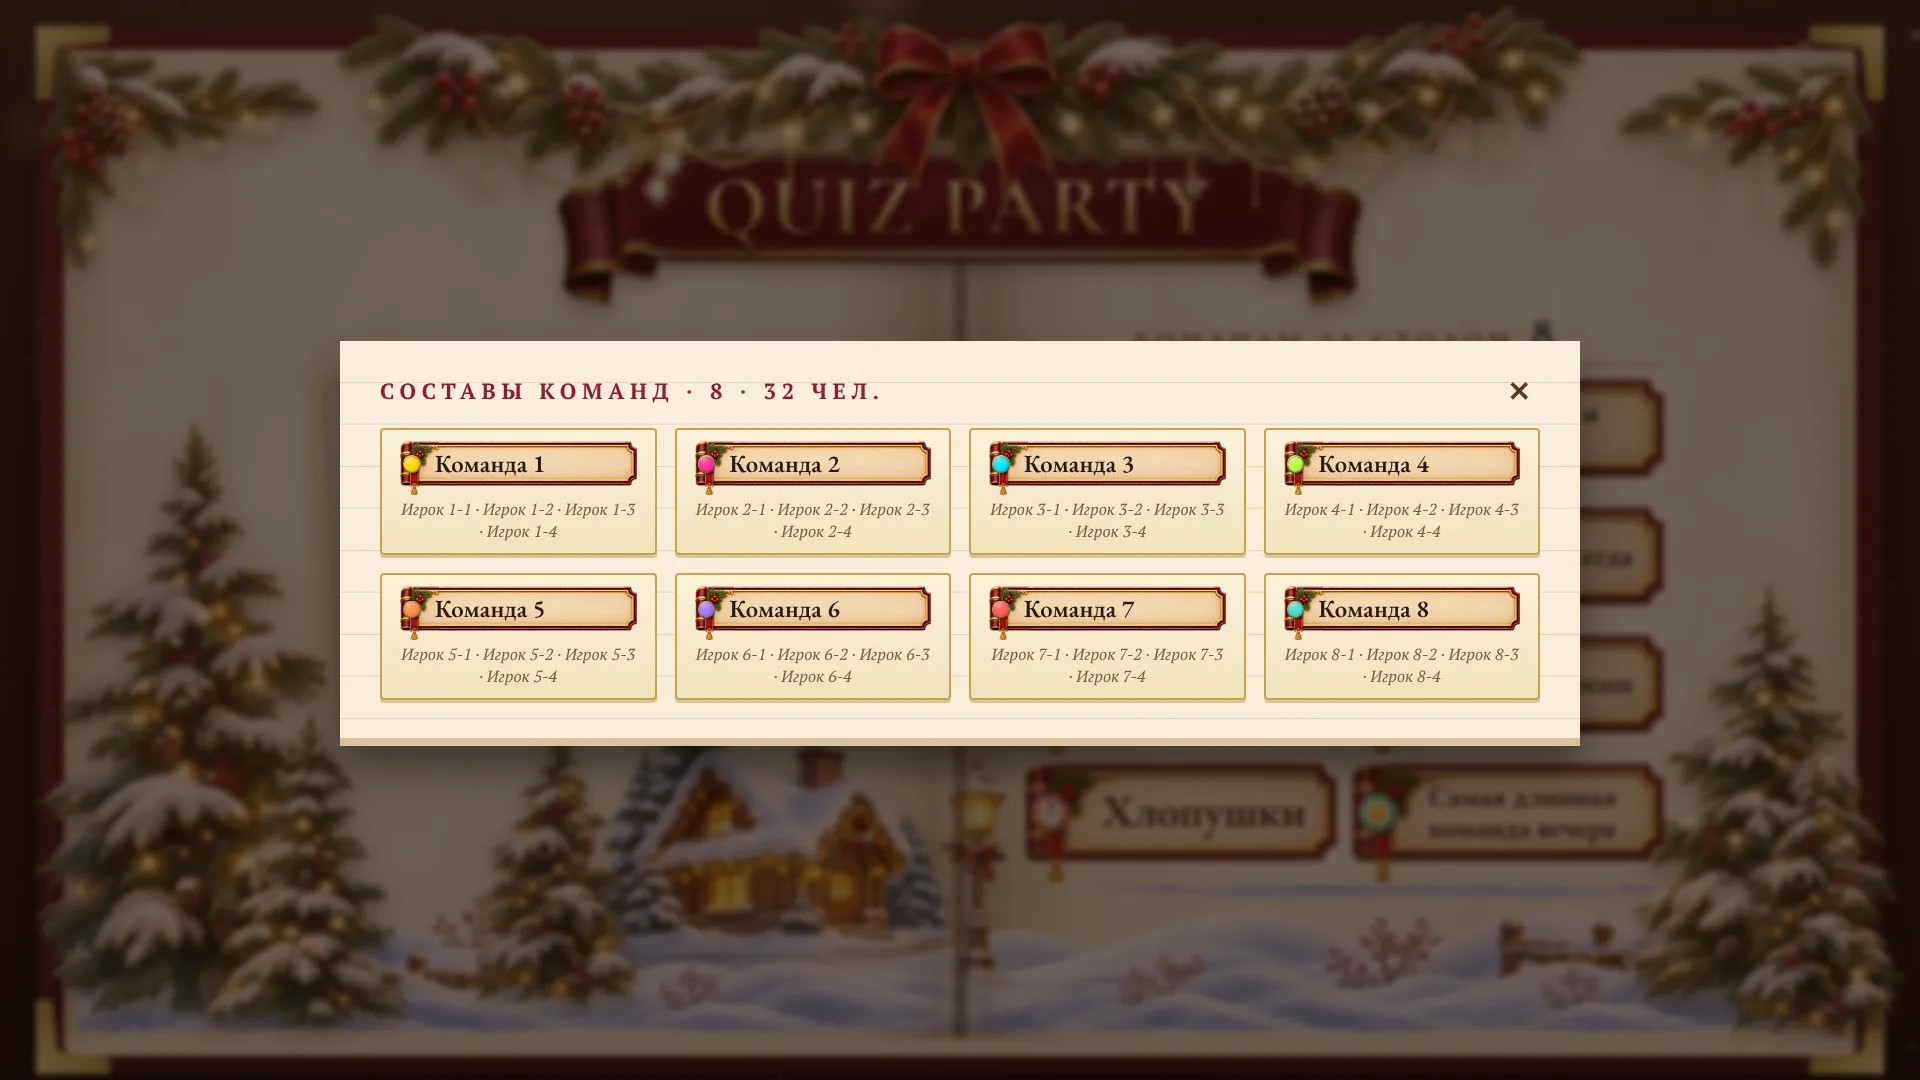 QUIZ PARTY
СОСТАВЫ КОМАНД · 8 · 32 ЧЕЛ.
✕
Команда 1
Игрок 1-1 · Игрок 1-2 · Игрок 1-3
· Игрок 1-4
Команда 2
Игрок 2-1 · Игрок 2-2 · Игрок 2-3
· Игрок 2-4
Команда 3
Игрок 3-1 · Игрок 3-2 · Игрок 3-3
· Игрок 3-4
Команда 4
Игрок 4-1 · Игрок 4-2 · Игрок 4-3
· Игрок 4-4
Команда 5
Игрок 5-1 · Игрок 5-2 · Игрок 5-3
· Игрок 5-4
Команда 6
Игрок 6-1 · Игрок 6-2 · Игрок 6-3
· Игрок 6-4
Команда 7
Игрок 7-1 · Игрок 7-2 · Игрок 7-3
· Игрок 7-4
Команда 8
Игрок 8-1 · Игрок 8-2 · Игрок 8-3
· Игрок 8-4
Хлопушки
Самая длинная
команда вечера